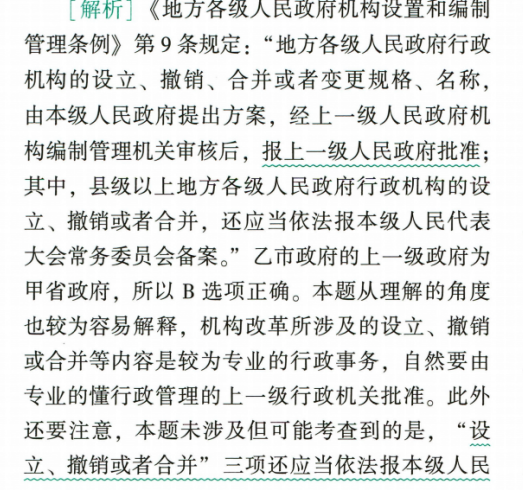 [解析]《地方各级人民政府机构设置和编制
管理条例》第9条规定：“地方各级人民政府行政
机构的设立、撤销、合并或者变更规格、名称，
由本级人民政府提出方案，经上一级人民政府机
构编制管理机关审核后，报上一级人民政府批准；
其中，县级以上地方各级人民政府行政机构的设
立、撤销或者合并，还应当依法报本级人民代表
大会常务委员会备案。”乙市政府的上一级政府为
甲省政府，所以 B 选项正确。本题从理解的角度
也较为容易解释，机构改革所涉及的设立、撤销
或合并等内容是较为专业的行政事务，自然要由
专业的懂行政管理的上一级行政机关批准。此外
还要注意，本题未涉及但可能考查到的是，“设
立、撤销或者合并”三项还应当依法报本级人民